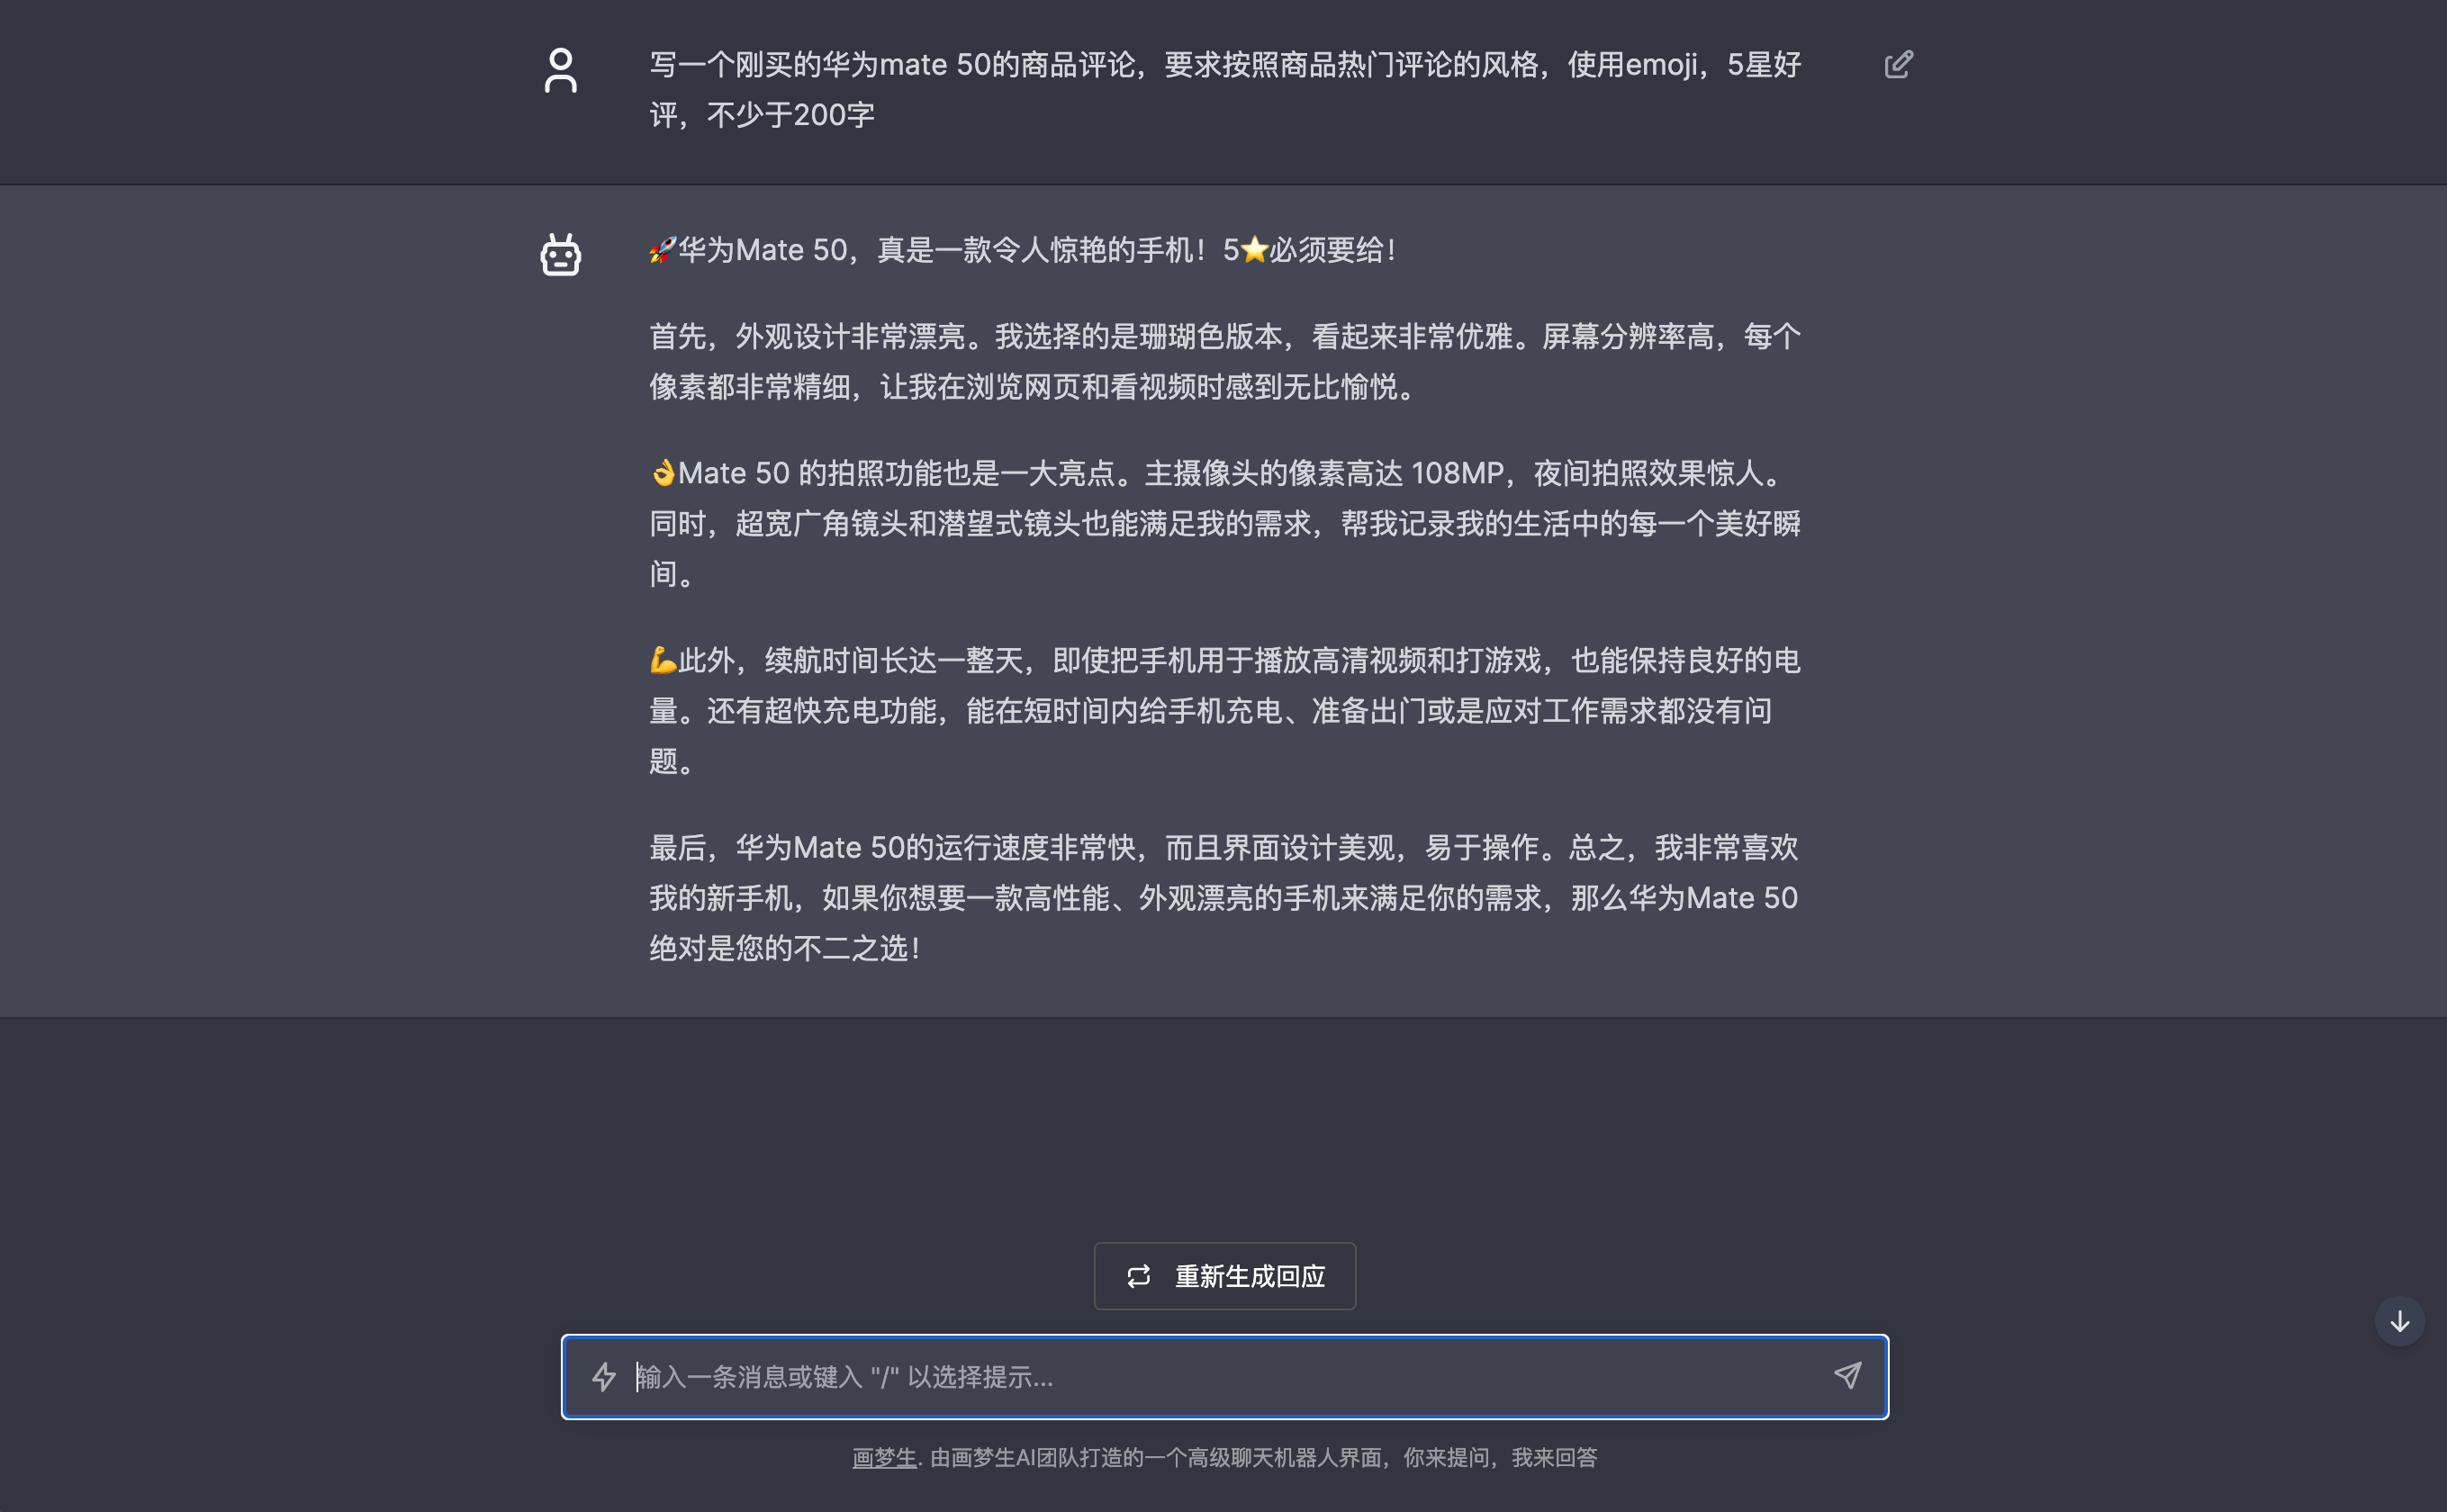 写一个刚买的华为mate 50的商品评论，要求按照商品热门评论的风格，使用emoji，5星好
评，不少于200字
🚀华为Mate 50，真是一款令人惊艳的手机！5⭐必须要给！
首先，外观设计非常漂亮。我选择的是珊瑚色版本，看起来非常优雅。屏幕分辨率高，每个
像素都非常精细，让我在浏览网页和看视频时感到无比愉悦。
👌Mate 50 的拍照功能也是一大亮点。主摄像头的像素高达 108MP，夜间拍照效果惊人。
同时，超宽广角镜头和潜望式镜头也能满足我的需求，帮我记录我的生活中的每一个美好瞬
间。
💪此外，续航时间长达一整天，即使把手机用于播放高清视频和打游戏，也能保持良好的电
量。还有超快充电功能，能在短时间内给手机充电、准备出门或是应对工作需求都没有问
题。
最后，华为Mate 50的运行速度非常快，而且界面设计美观，易于操作。总之，我非常喜欢
我的新手机，如果你想要一款高性能、外观漂亮的手机来满足你的需求，那么华为Mate 50
绝对是您的不二之选！
重新生成回应
输入一条消息或键入 "/" 以选择提示...
画梦生. 由画梦生AI团队打造的一个高级聊天机器人界面，你来提问，我来回答